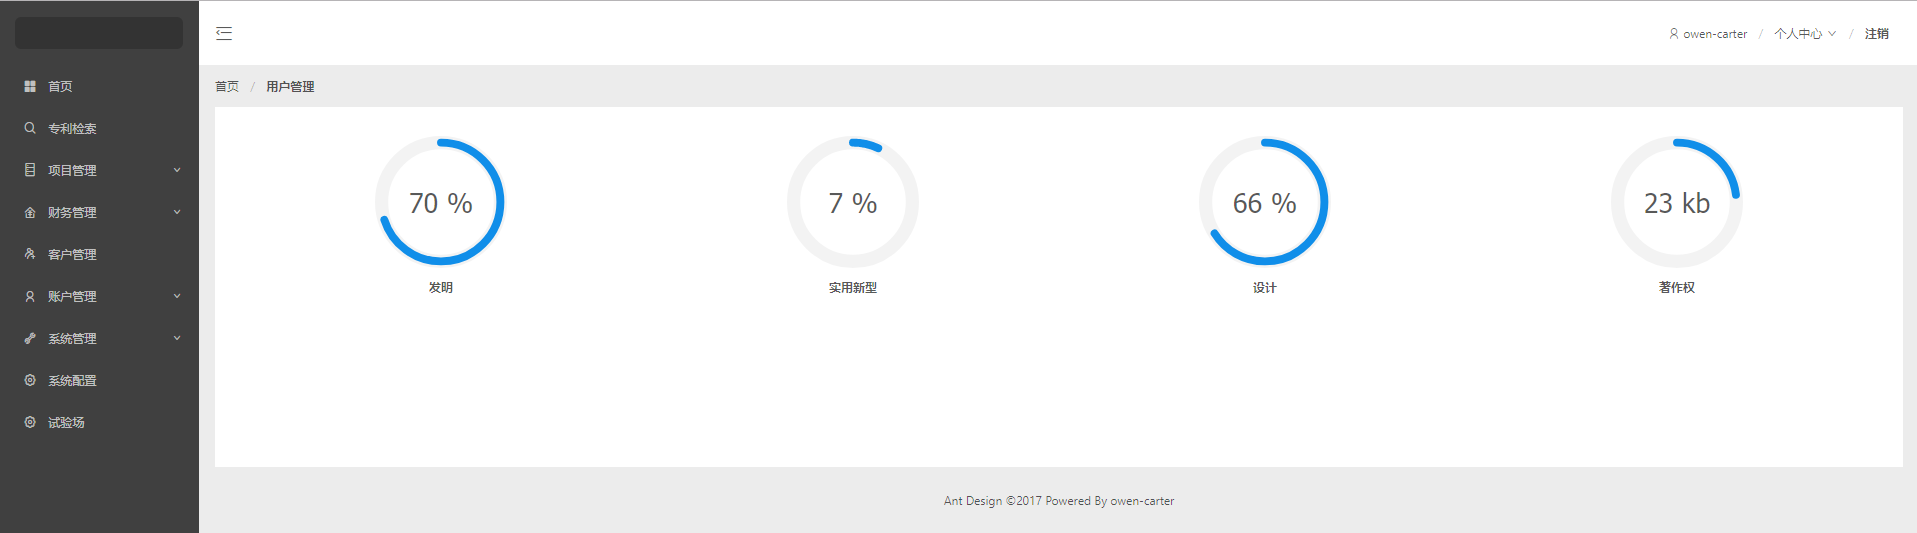 首页
专利检索
项目管理
财务管理
客户管理
账户管理
系统管理
系统配置
试验场
owen-carter / 个人中心 / 注销
首页 / 用户管理
70 %
发明
7 %
实用新型
66 %
设计
23 kb
著作权
Ant Design ©2017 Powered By owen-carter